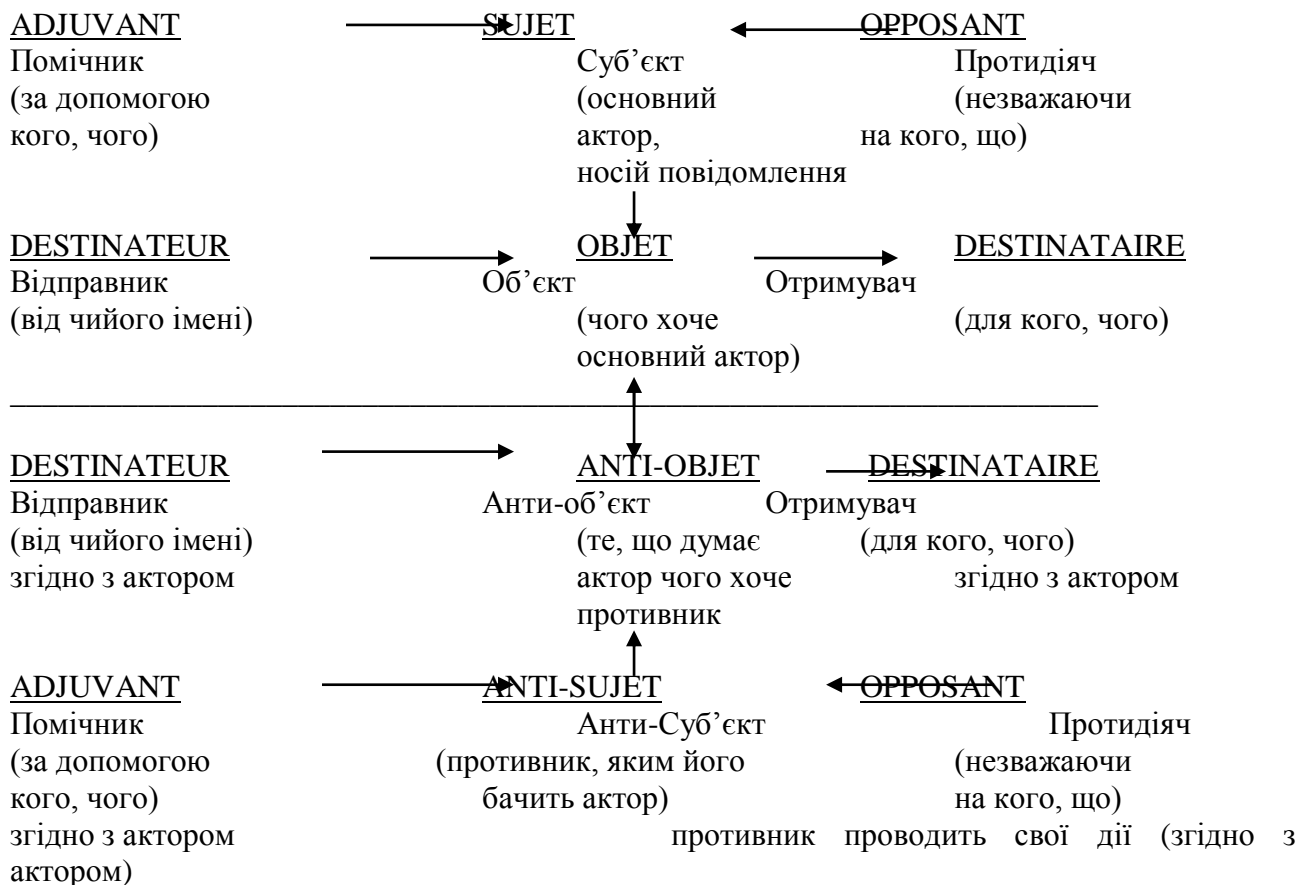 ADJUVANT SUJET OPPOSANT
Помічник Суб’єкт Протидіяч
(за допомогою (основний (незважаючи
кого, чого) актор, на кого, що)
носій повідомлення
DESTINATEUR OBJET DESTINATAIRE
Відправник Об’єкт Отримувач
(від чийого імені) (чого хоче (для кого, чого)
основний актор)
DESTINATEUR ANTI-OBJET DESTINATAIRE
Відправник Анти-об’єкт Отримувач
(від чийого імені) (те, що думає (для кого, чого)
згідно з актором актор чого хоче згідно з актором
противник
ADJUVANT ANTI-SUJET OPPOSANT
Помічник Анти-Суб’єкт Протидіяч
(за допомогою (противник, яким його (незважаючи
кого, чого) бачить актор) на кого, що)
згідно з актором противник проводить свої дії (згідно з
актором)